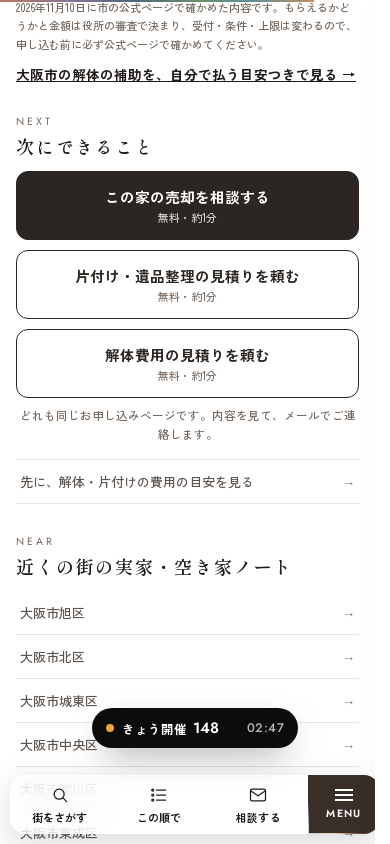 2026年11月10日に市の公式ページで確かめた内容です。もらえるかど
うかと金額は役所の審査で決まり、受付・条件・上限は変わるので、
申し込む前に必ず公式ページで確かめてください。
大阪市の解体の補助を、自分で払う目安つきで見る →
NEXT
次にできること
この家の売却を相談する
無料・約1分
片付け・遺品整理の見積りを頼む
無料・約1分
解体費用の見積りを頼む
無料・約1分
どれも同じお申し込みページです。内容を見て、メールでご連
絡します。
先に、解体・片付けの費用の目安を見る →
NEAR
近くの街の実家・空き家ノート
大阪市旭区 →
大阪市北区 →
大阪市城東区 →
きょう開催 148 02:47
大阪市中央区 →
街をさがす
この順で
相談する
MENU
大阪市東成区